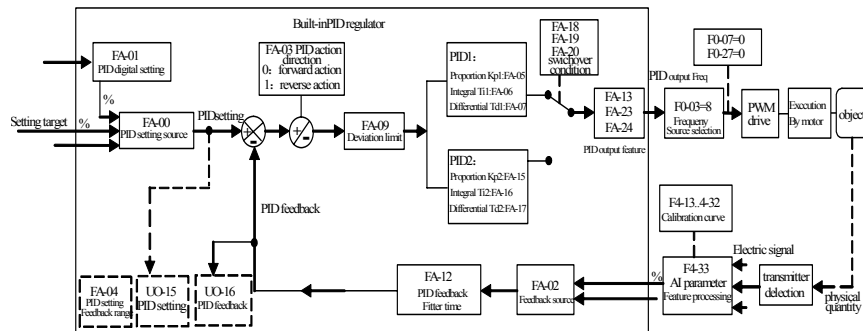 Built-inPID regulator
FA-01
PID digital setting
%
Setting target
%
FA-00
PID setting source
PIDsetting
FA-03 PID action
direction
0: forward action
1: reverse action
FA-09
Deviation limit
PID1:
Proportion Kp1:FA-05
Integral Ti1:FA-06
Differential Td1:FA-07
PID2:
Proportion Kp2:FA-15
Integral Ti2:FA-16
Differential Td2:FA-17
FA-18
FA-19
FA-20
swichover
condition
FA-13
FA-23
FA-24
PID output feature
PID output Freq
F0-03=8
Frequeny
Source selection
F0-07=0
F0-27=0
PWM
drive
Execution
By motor
object
physical
quantity
transmitter
delection
Electric signal
F4-13..4-32
Calibration curve
F4-33
AI parameter
Feature processing
%
FA-02
Feedback source
FA-12
PID feedback
Fitter time
PID feedback
UO-16
PID feedback
UO-15
PID setting
FA-04
PID setting
Feedback range